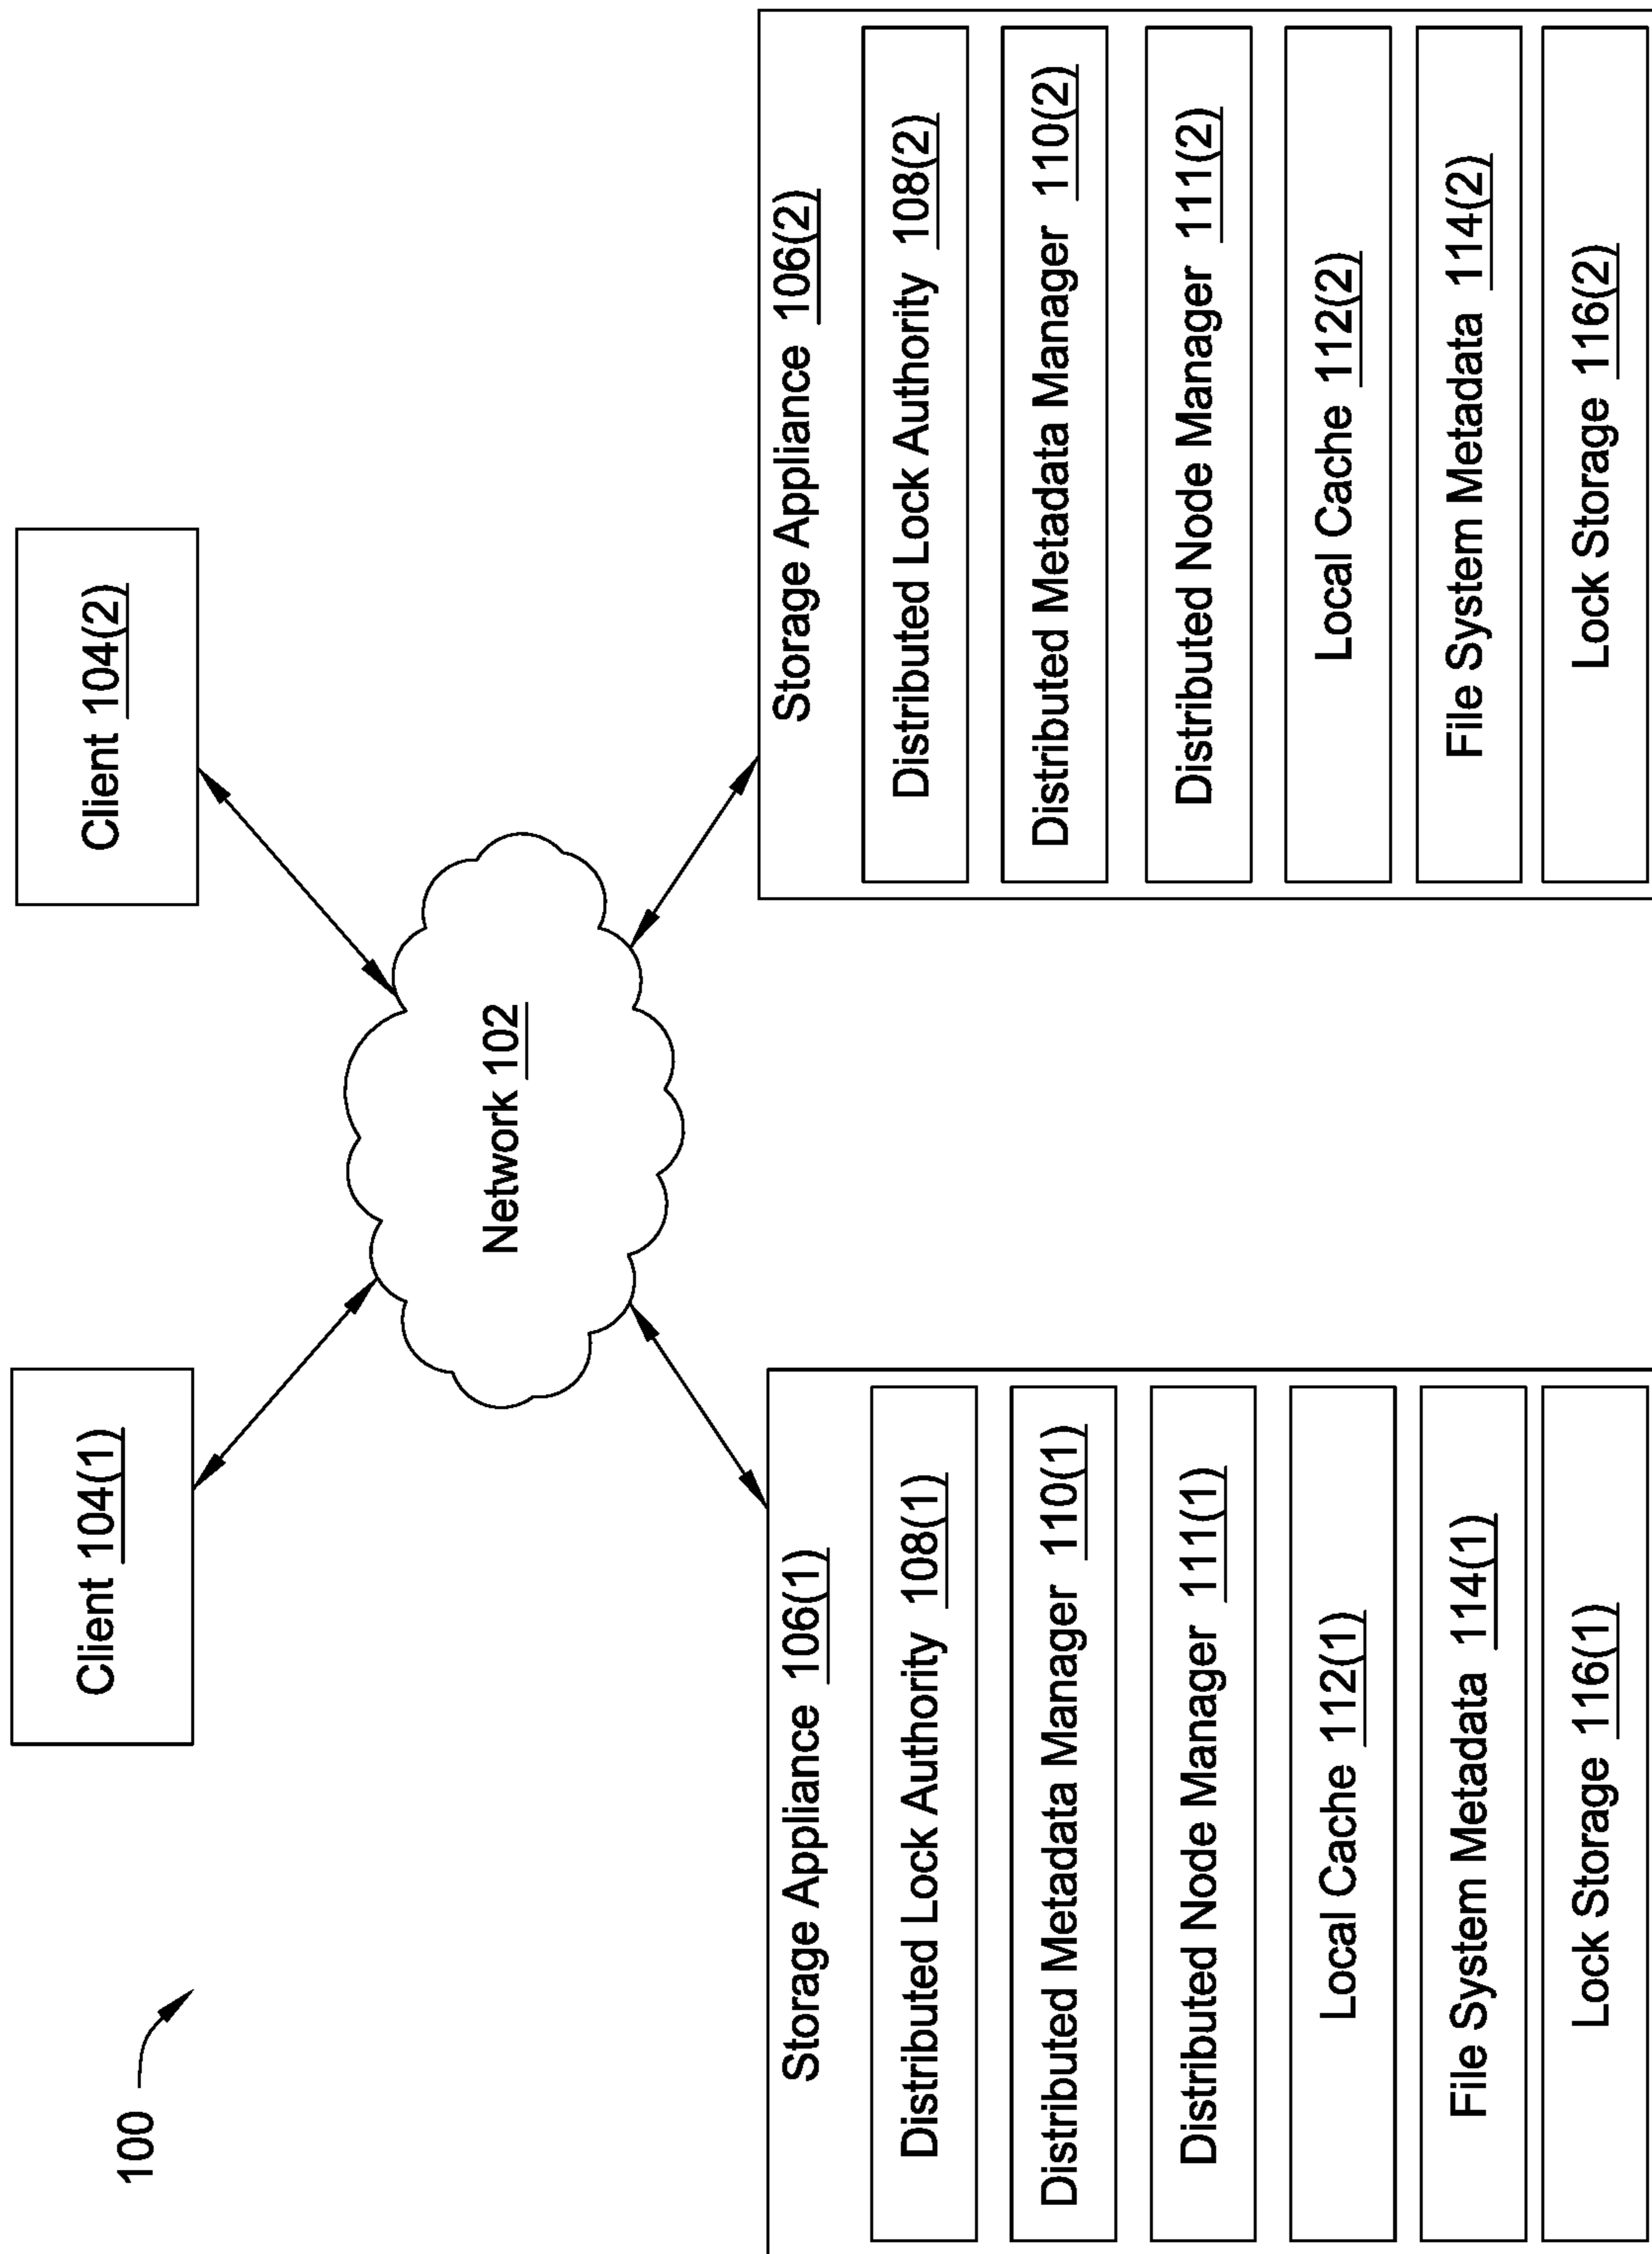 100
Client 104(1)
Client 104(2)
Network 102
Storage Appliance 106(1)
Distributed Lock Authority 108(1)
Distributed Metadata Manager 110(1)
Distributed Node Manager 111(1)
Local Cache 112(1)
File System Metadata 114(1)
Lock Storage 116(1)
Storage Appliance 106(2)
Distributed Lock Authority 108(2)
Distributed Metadata Manager 110(2)
Distributed Node Manager 111(2)
Local Cache 112(2)
File System Metadata 114(2)
Lock Storage 116(2)